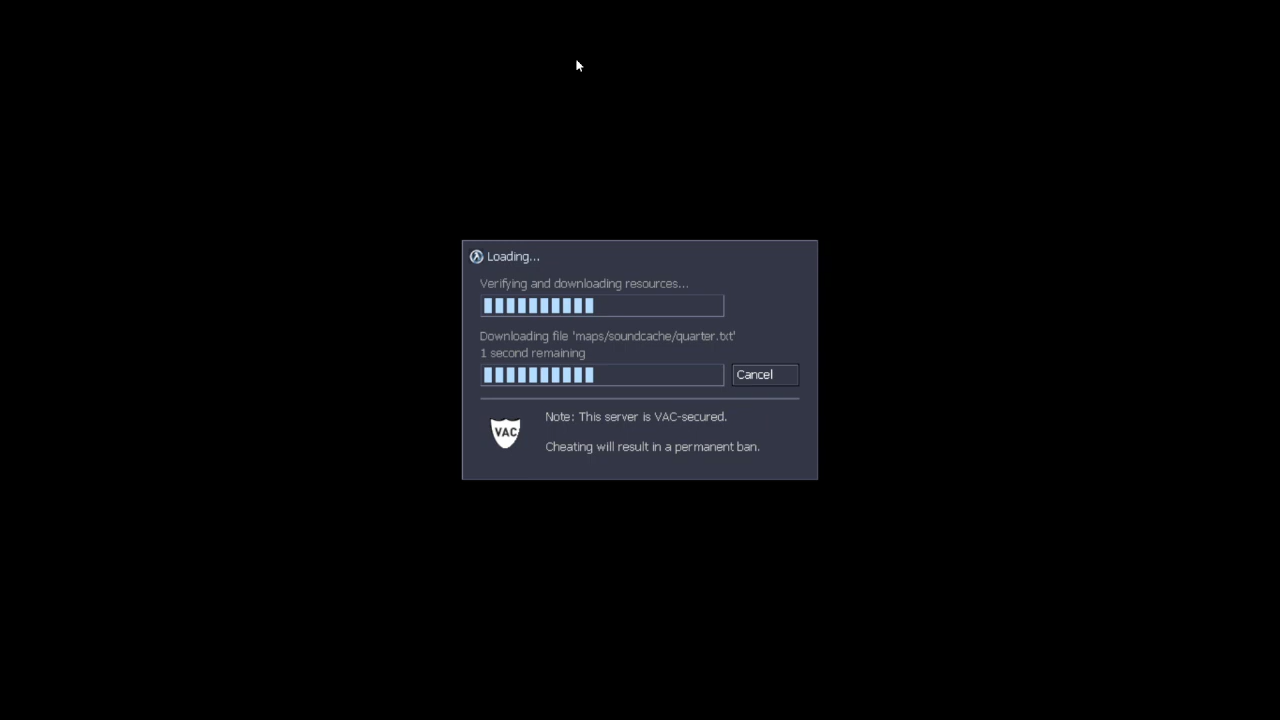 Loading...
Verifying and downloading resources...
Downloading file 'maps/soundcache/quarter.txt'
1 second remaining
Cancel
Note: This server is VAC-secured.
VAC
Cheating will result in a permanent ban.